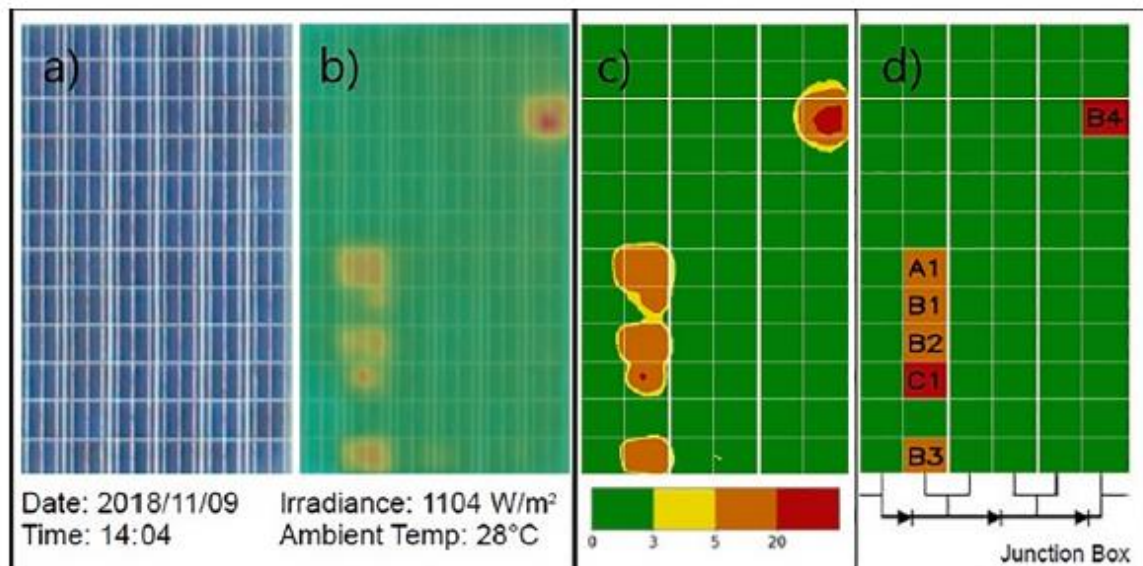 a)
b)
c)
d)
B4
A1
B1
B2
C1
B3
Date: 2018/11/09
Time: 14:04
Irradiance: 1104 W/m²
Ambient Temp: 28°C
0 3 5 20
Junction Box